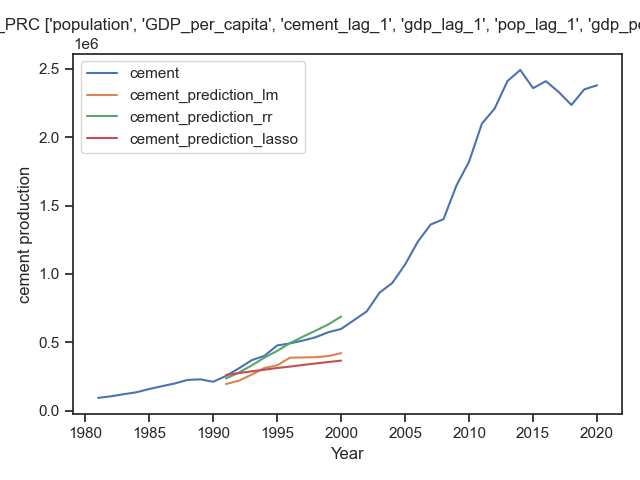 _PRC ['population', 'GDP_per_capita', 'cement_lag_1', 'gdp_lag_1', 'pop_lag_1', 'gdp_pe
1e6
cement
cement_prediction_lm
cement_prediction_rr
cement_prediction_lasso
2.5
2.0
1.5
1.0
0.5
0.0
cement production
1980 1985 1990 1995 2000 2005 2010 2015 2020
Year